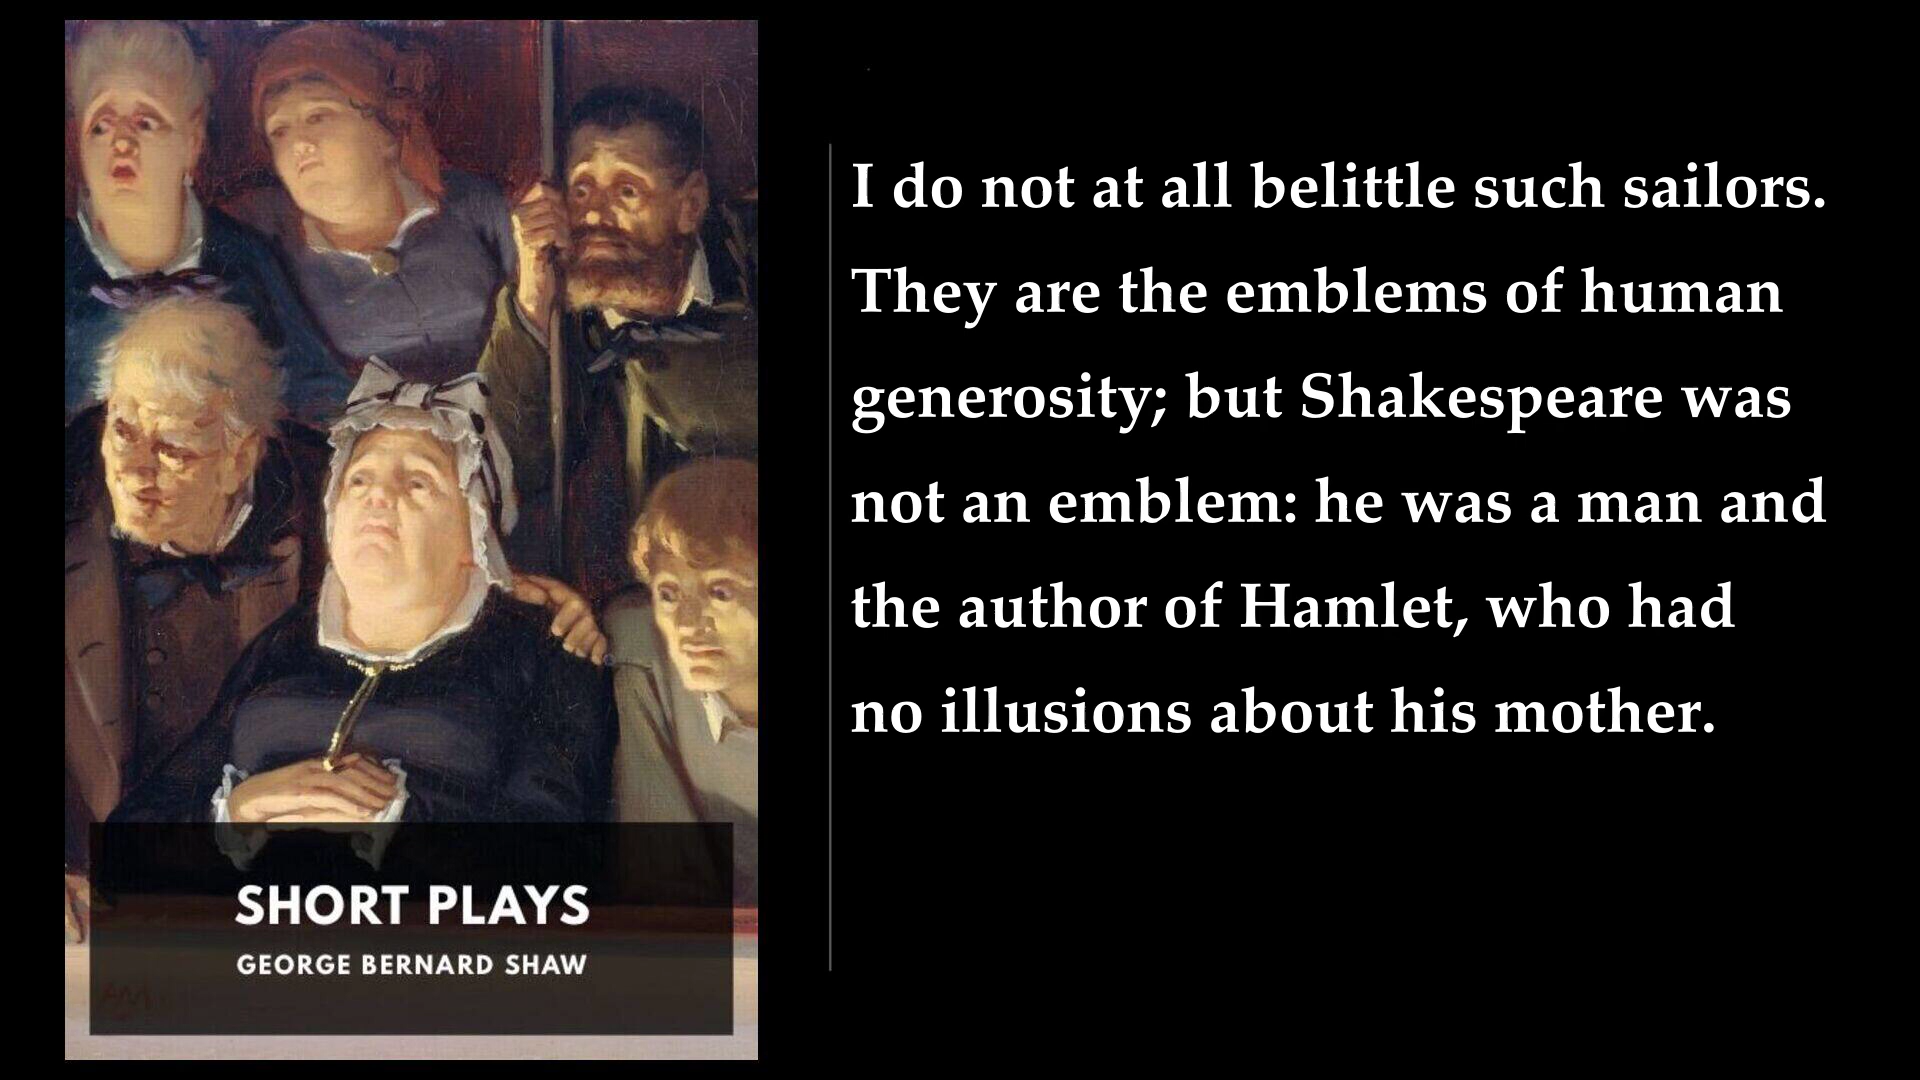 I do not at all belittle such sailors.
They are the emblems of human
generosity; but Shakespeare was
not an emblem: he was a man and
the author of Hamlet, who had
no illusions about his mother.
SHORT PLAYS
GEORGE BERNARD SHAW